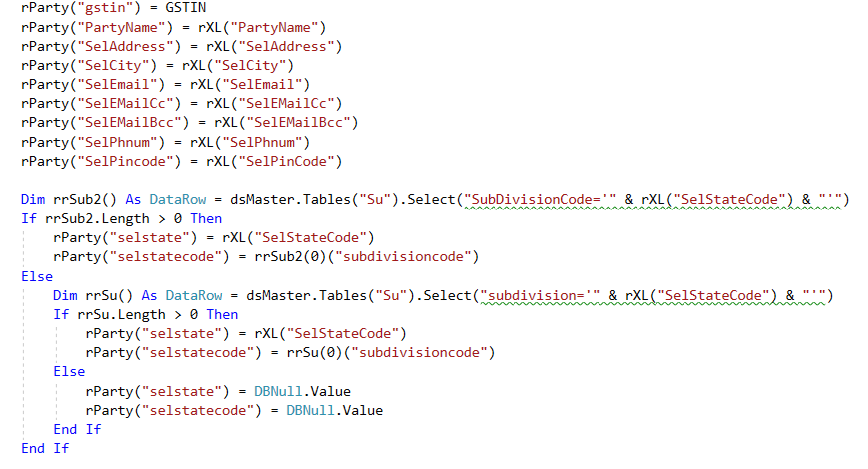 rParty("gstin") = GSTIN
rParty("PartyName") = rXL("PartyName")
rParty("SelAddress") = rXL("SelAddress")
rParty("SelCity") = rXL("SelCity")
rParty("SelEmail") = rXL("SelEmail")
rParty("SelEMailCc") = rXL("SelEMailCc")
rParty("SelEMailBcc") = rXL("SelEMailBcc")
rParty("SelPhnum") = rXL("SelPhnum")
rParty("SelPincode") = rXL("SelPinCode")
Dim rrSub2() As DataRow = dsMaster.Tables("Su").Select("SubDivisionCode='" & rXL("SelStateCode") & "'")
If rrSub2.Length > 0 Then
    rParty("selstate") = rXL("SelStateCode")
    rParty("selstatecode") = rrSub2(0)("subdivisioncode")
Else
    Dim rrSu() As DataRow = dsMaster.Tables("Su").Select("subdivision='" & rXL("SelStateCode") & "'")
    If rrSu.Length > 0 Then
        rParty("selstate") = rXL("SelStateCode")
        rParty("selstatecode") = rrSu(0)("subdivisioncode")
    Else
        rParty("selstate") = DBNull.Value
        rParty("selstatecode") = DBNull.Value
    End If
End If